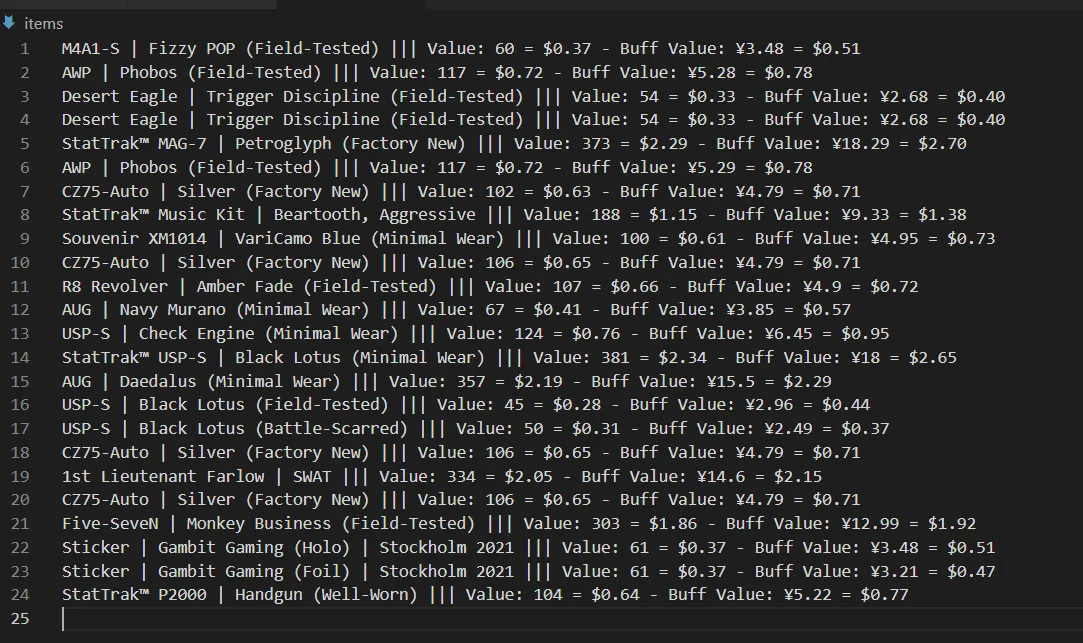 items
1 M4A1-S | Fizzy POP (Field-Tested) ||| Value: 60 = $0.37 - Buff Value: ¥3.48 = $0.51
2 AWP | Phobos (Field-Tested) ||| Value: 117 = $0.72 - Buff Value: ¥5.28 = $0.78
3 Desert Eagle | Trigger Discipline (Field-Tested) ||| Value: 54 = $0.33 - Buff Value: ¥2.68 = $0.40
4 Desert Eagle | Trigger Discipline (Field-Tested) ||| Value: 54 = $0.33 - Buff Value: ¥2.68 = $0.40
5 StatTrak™ MAG-7 | Petroglyph (Factory New) ||| Value: 373 = $2.29 - Buff Value: ¥18.29 = $2.70
6 AWP | Phobos (Field-Tested) ||| Value: 117 = $0.72 - Buff Value: ¥5.29 = $0.78
7 CZ75-Auto | Silver (Factory New) ||| Value: 102 = $0.63 - Buff Value: ¥4.79 = $0.71
8 StatTrak™ Music Kit | Beartooth, Aggressive ||| Value: 188 = $1.15 - Buff Value: ¥9.33 = $1.38
9 Souvenir XM1014 | VariCamo Blue (Minimal Wear) ||| Value: 100 = $0.61 - Buff Value: ¥4.95 = $0.73
10 CZ75-Auto | Silver (Factory New) ||| Value: 106 = $0.65 - Buff Value: ¥4.79 = $0.71
11 R8 Revolver | Amber Fade (Field-Tested) ||| Value: 107 = $0.66 - Buff Value: ¥4.9 = $0.72
12 AUG | Navy Murano (Minimal Wear) ||| Value: 67 = $0.41 - Buff Value: ¥3.85 = $0.57
13 USP-S | Check Engine (Minimal Wear) ||| Value: 124 = $0.76 - Buff Value: ¥6.45 = $0.95
14 StatTrak™ USP-S | Black Lotus (Minimal Wear) ||| Value: 381 = $2.34 - Buff Value: ¥18 = $2.65
15 AUG | Daedalus (Minimal Wear) ||| Value: 357 = $2.19 - Buff Value: ¥15.5 = $2.29
16 USP-S | Black Lotus (Field-Tested) ||| Value: 45 = $0.28 - Buff Value: ¥2.96 = $0.44
17 USP-S | Black Lotus (Battle-Scarred) ||| Value: 50 = $0.31 - Buff Value: ¥2.49 = $0.37
18 CZ75-Auto | Silver (Factory New) ||| Value: 106 = $0.65 - Buff Value: ¥4.79 = $0.71
19 1st Lieutenant Farlow | SWAT ||| Value: 334 = $2.05 - Buff Value: ¥14.6 = $2.15
20 CZ75-Auto | Silver (Factory New) ||| Value: 106 = $0.65 - Buff Value: ¥4.79 = $0.71
21 Five-SeveN | Monkey Business (Field-Tested) ||| Value: 303 = $1.86 - Buff Value: ¥12.99 = $1.92
22 Sticker | Gambit Gaming (Holo) | Stockholm 2021 ||| Value: 61 = $0.37 - Buff Value: ¥3.48 = $0.51
23 Sticker | Gambit Gaming (Foil) | Stockholm 2021 ||| Value: 61 = $0.37 - Buff Value: ¥3.21 = $0.47
24 StatTrak™ P2000 | Handgun (Well-Worn) ||| Value: 104 = $0.64 - Buff Value: ¥5.22 = $0.77
25